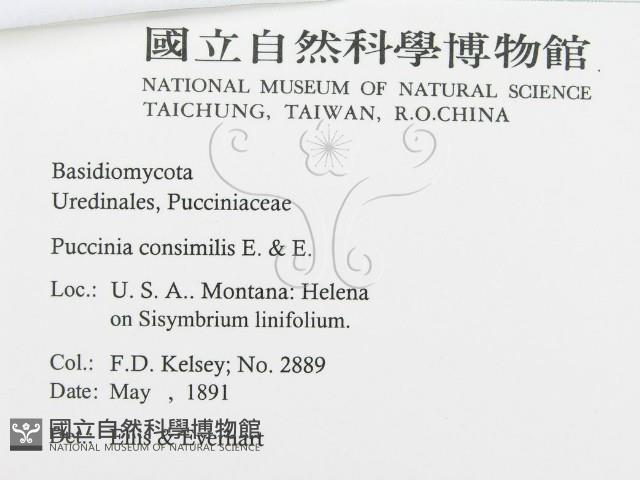 國立自然科學博物館
NATIONAL MUSEUM OF NATURAL SCIENCE
TAICHUNG, TAIWAN, R.O.CHINA
Basidiomycota
Uredinales, Pucciniaceae
Puccinia consimilis E. & E.
Loc.: U. S. A.. Montana: Helena
on Sisymbrium linifolium.
Col.: F.D. Kelsey; No. 2889
Date: May , 1891
Det.: Ellis & Everhart
國立自然科學博物館
NATIONAL MUSEUM OF NATURAL SCIENCE